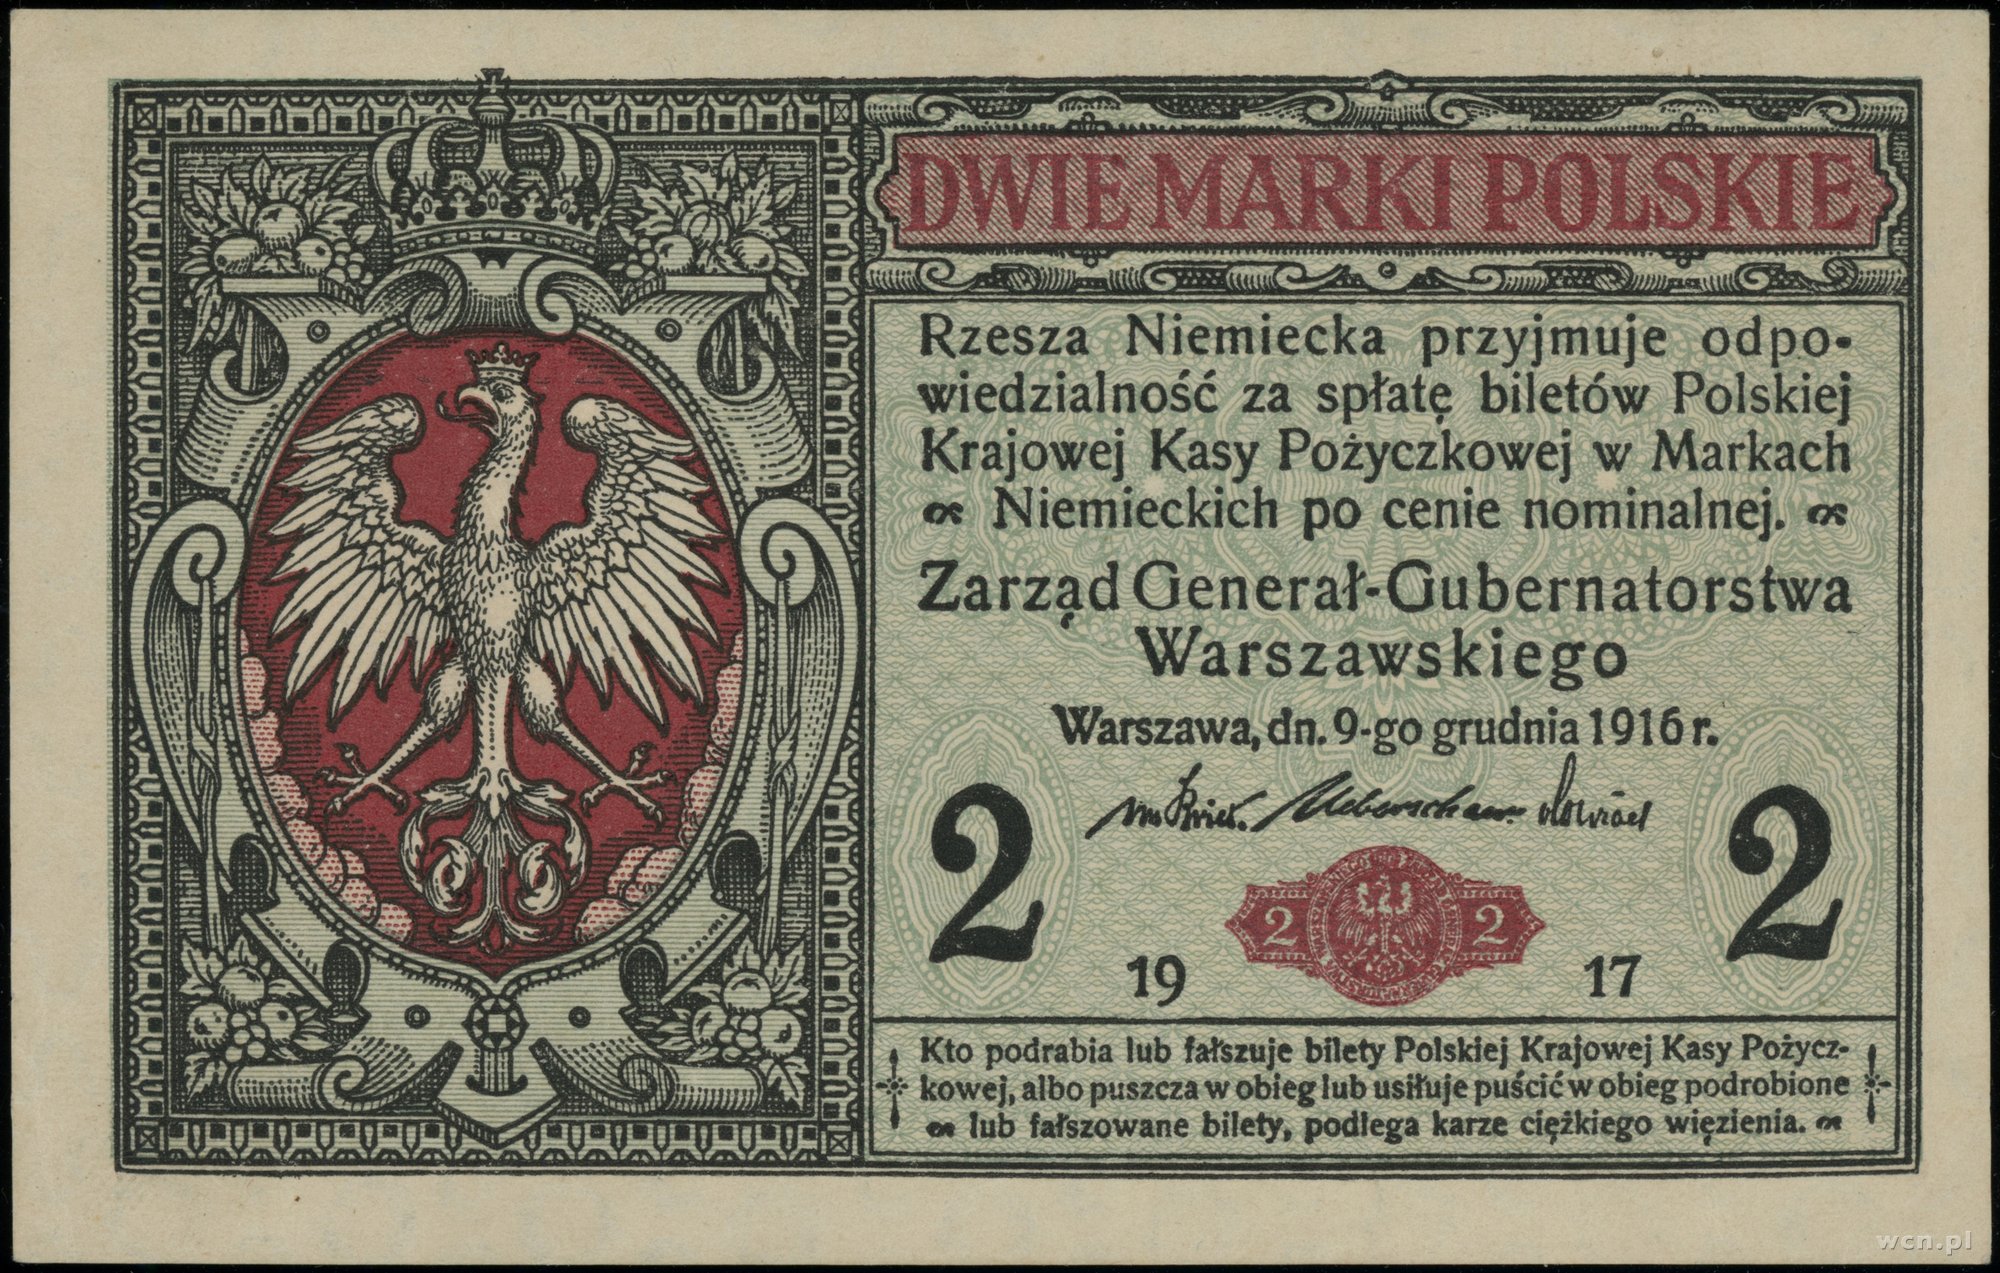 DWIE MARKI POLSKIE
Rzesza Niemiecka przyjmuje odpo-
wiedzialność za spłatę biletów Polskiej
Krajowej Kasy Pożyczkowej w Markach
Niemieckich po cenie nominalnej.
Zarząd Generał-Gubernatorstwa
Warszawskiego
Warszawa, dn. 9-go grudnia 1916 r.
2 2
2 2
19 17
Kto podrabia lub fałszuje bilety Polskiej Krajowej Kasy Pożycz-
kowej, albo puszcza w obieg lub usiłuje puścić w obieg podrobione
lub fałszowane bilety, podlega karze ciężkiego więzienia.
wcn.pl